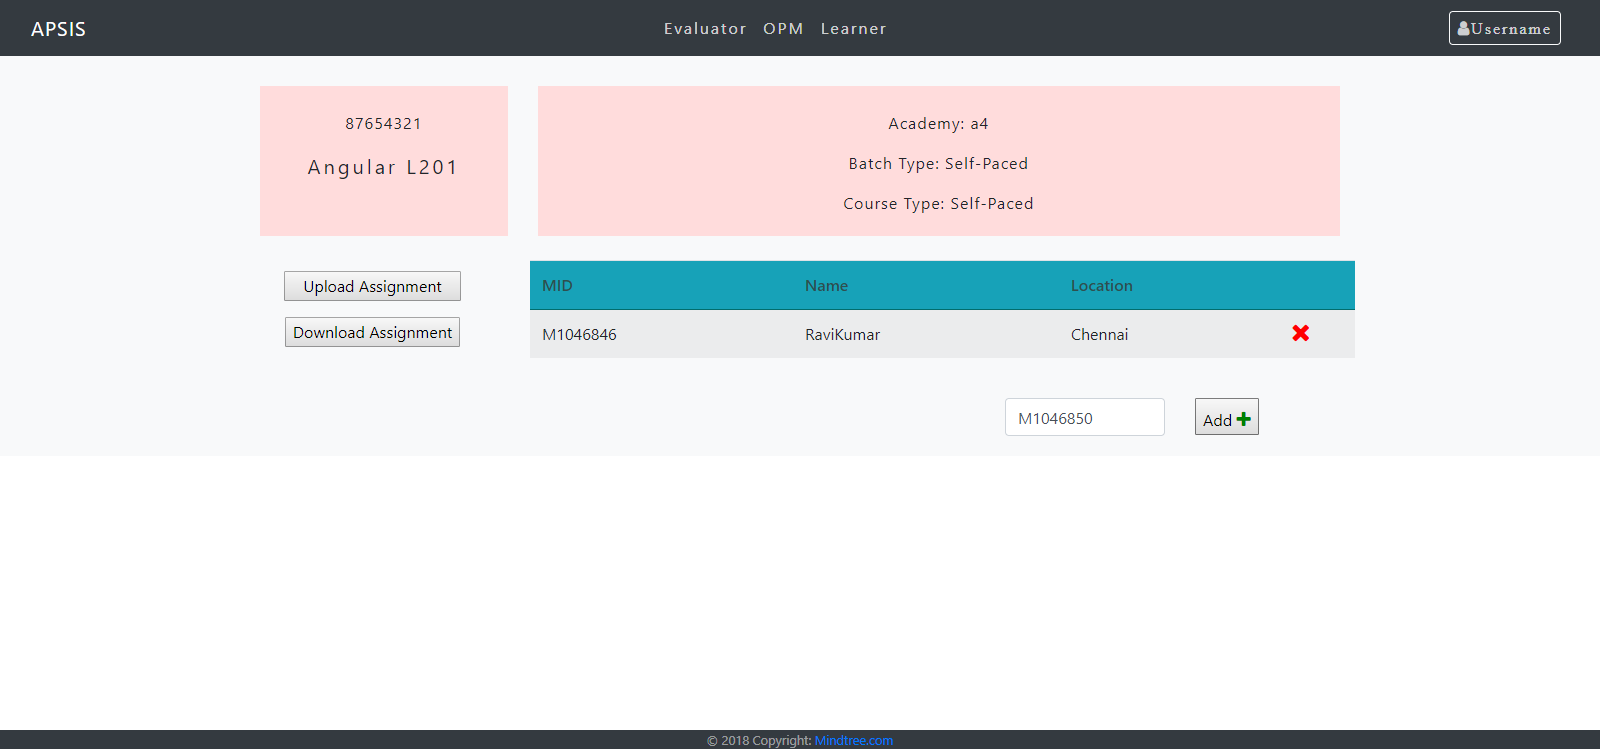 APSIS
Evaluator OPM Learner
Username
87654321
Angular L201
Academy: a4
Batch Type: Self-Paced
Course Type: Self-Paced
Upload Assignment
Download Assignment
MID Name Location
M1046846 RaviKumar Chennai
M1046850
Add
© 2018 Copyright: Mindtree.com